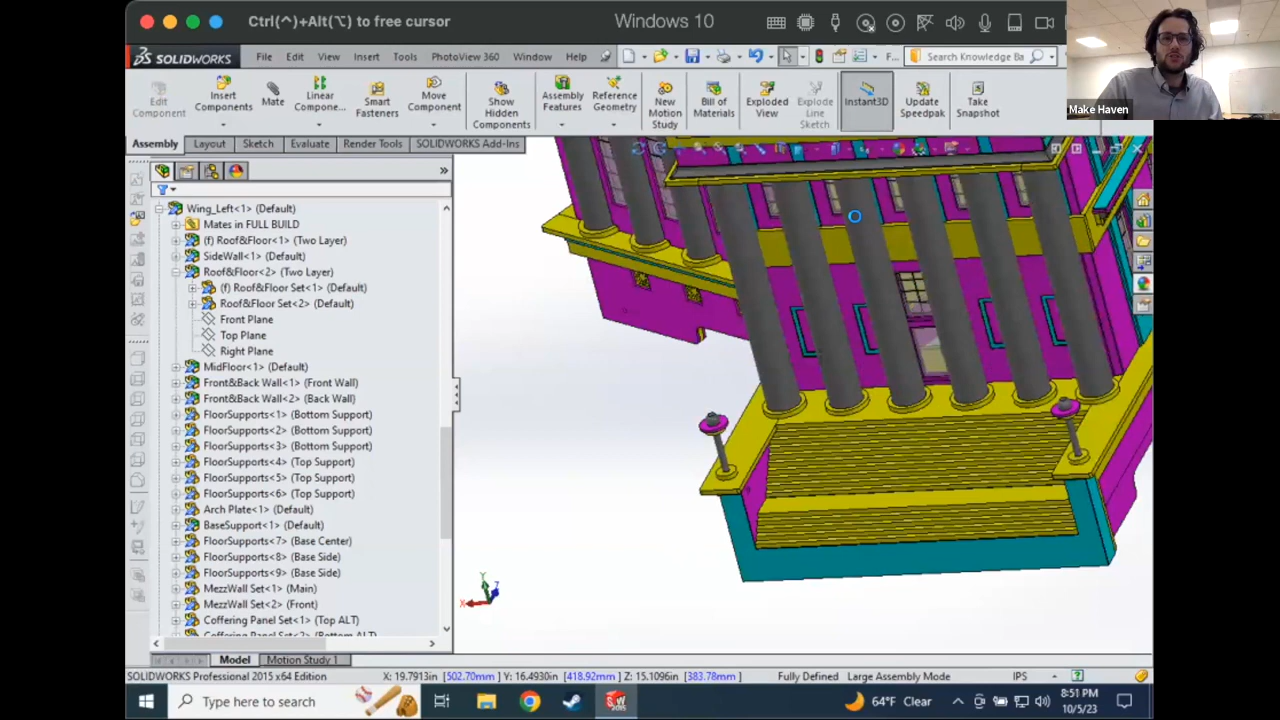 Ctrl(^)+Alt(⌥) to free cursor
Windows 10
SOLIDWORKS
File Edit View Insert Tools PhotoView 360 Window Help
F...
Search Knowledge Ba
Edit Component
Insert Components
Mate
Linear Compone...
Smart Fasteners
Move Component
Show Hidden Components
Assembly Features
Reference Geometry
New Motion Study
Bill of Materials
Exploded View
Explode Line Sketch
Instant3D
Update Speedpak
Take Snapshot
Make Haven
Assembly Layout Sketch Evaluate Render Tools SOLIDWORKS Add-Ins
Wing_Left<1> (Default)
Mates in FULL BUILD
(f) Roof&Floor<1> (Two Layer)
SideWall<1> (Default)
Roof&Floor<2> (Two Layer)
(f) Roof&Floor Set<1> (Default)
Roof&Floor Set<2> (Default)
Front Plane
Top Plane
Right Plane
MidFloor<1> (Default)
Front&Back Wall<1> (Front Wall)
Front&Back Wall<2> (Back Wall)
FloorSupports<1> (Bottom Support)
FloorSupports<2> (Bottom Support)
FloorSupports<3> (Bottom Support)
FloorSupports<4> (Top Support)
FloorSupports<5> (Top Support)
FloorSupports<6> (Top Support)
Arch Plate<1> (Default)
BaseSupport<1> (Default)
FloorSupports<7> (Base Center)
FloorSupports<8> (Base Side)
FloorSupports<9> (Base Side)
MezzWall Set<1> (Main)
MezzWall Set<2> (Front)
Coffering Panel Set<1> (Top ALT)
Coffering Panel Set<2> (Bottom ALT)
Y
Z
X
Model Motion Study 1
SOLIDWORKS Professional 2015 x64 Edition
X: 19.7913in [502.70mm] Y: 16.4930in [418.92mm] Z: 15.1096in [383.78mm]
Fully Defined Large Assembly Mode IPS
Type here to search
64°F Clear
8:51 PM
10/5/23